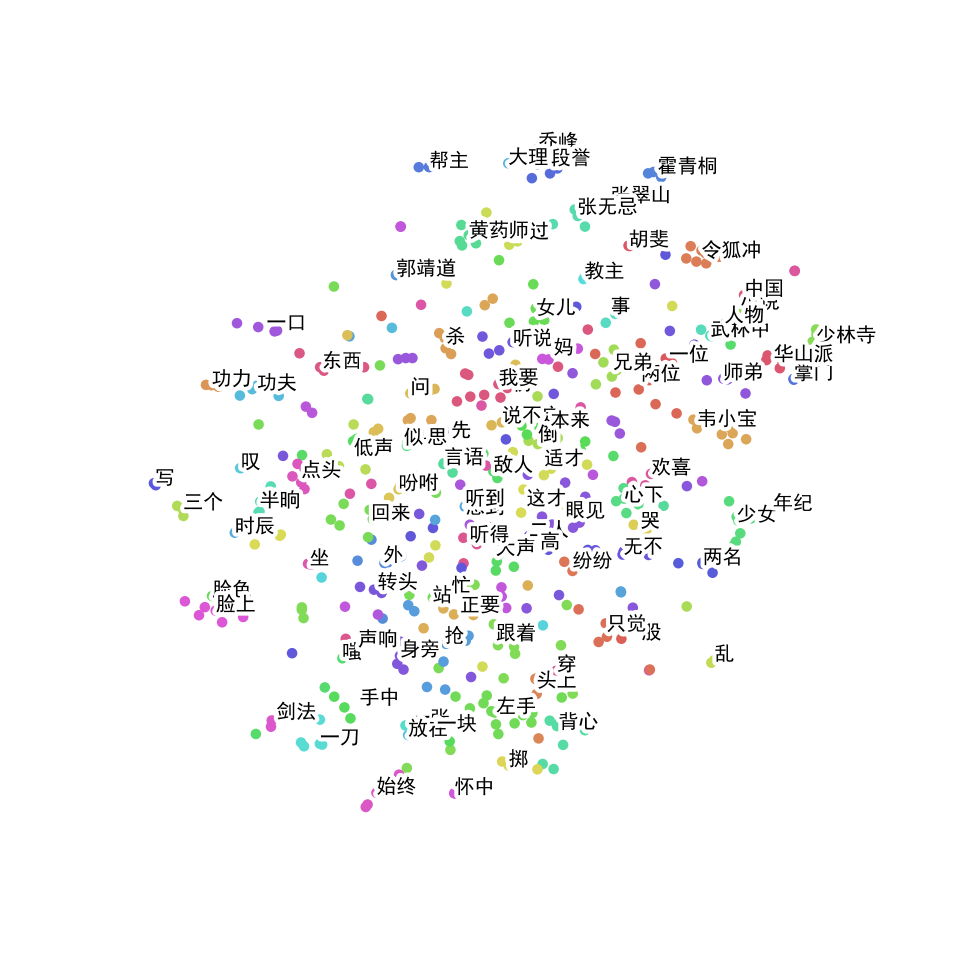 乔峰
帮主
大理 段誉
霍青桐
张翠山
张无忌
黄药师过
胡斐
令狐冲
郭靖道
教主
中国
人物
武林中
少林寺
女儿
事
一口
听说
妈
杀
东西
兄弟
一位
两位
华山派
掌门
师弟
功力
功夫
问
我要
韦小宝
说不定
本来
倒
先
似
思
低声
言语
敌人
适才
叹
点头
欢喜
写
吩咐
心下
三个
半晌
听到
这才
眼见
年纪
少女
哭
回来
时辰
听得
二人
大声
高
无不
坐
外
纷纷
两名
转头
忙
站
正要
脸色
脸上
只觉
跟着
抢
声响
身旁
嗤
乱
穿
头上
手中
左手
剑法
放在
一块
背心
一刀
掷
始终
怀中